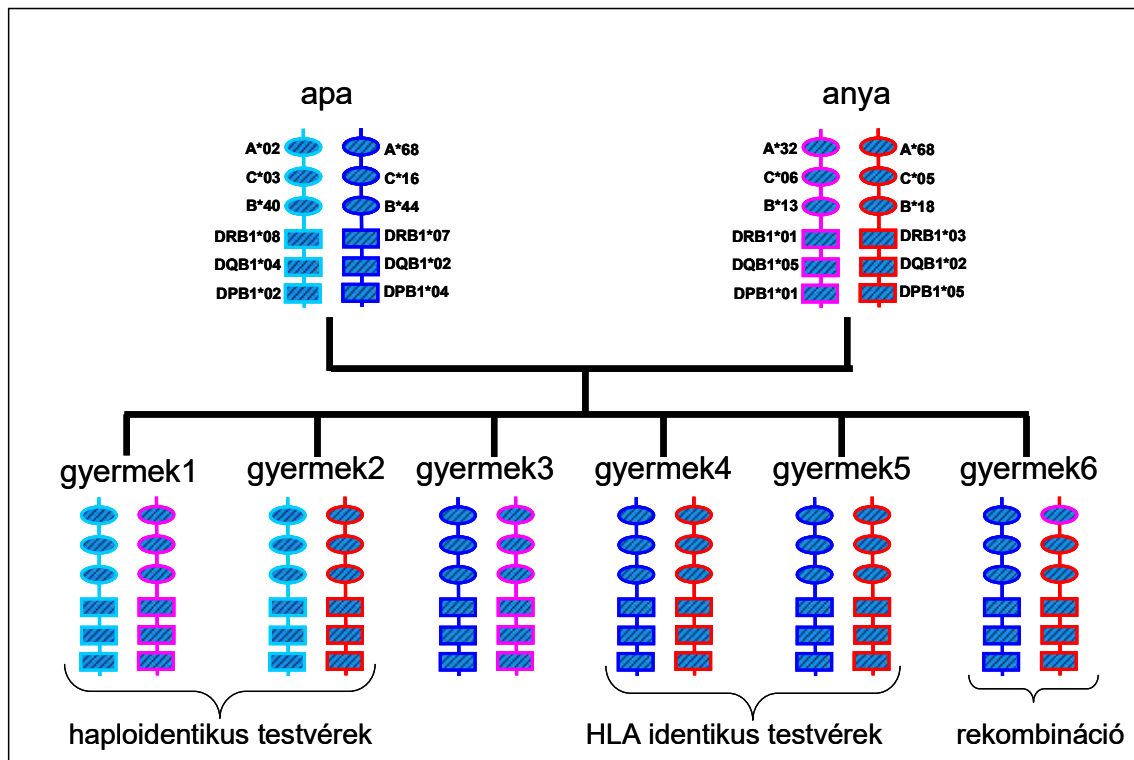 apa
anya
A*02
A*68
C*03
C*16
B*40
B*44
DRB1*08
DRB1*07
DQB1*04
DQB1*02
DPB1*02
DPB1*04
A*32
A*68
C*06
C*05
B*13
B*18
DRB1*01
DRB1*03
DQB1*05
DQB1*02
DPB1*01
DPB1*05
gyermek1
gyermek2
gyermek3
gyermek4
gyermek5
gyermek6
haploidentikus testvérek
HLA identikus testvérek
rekombináció